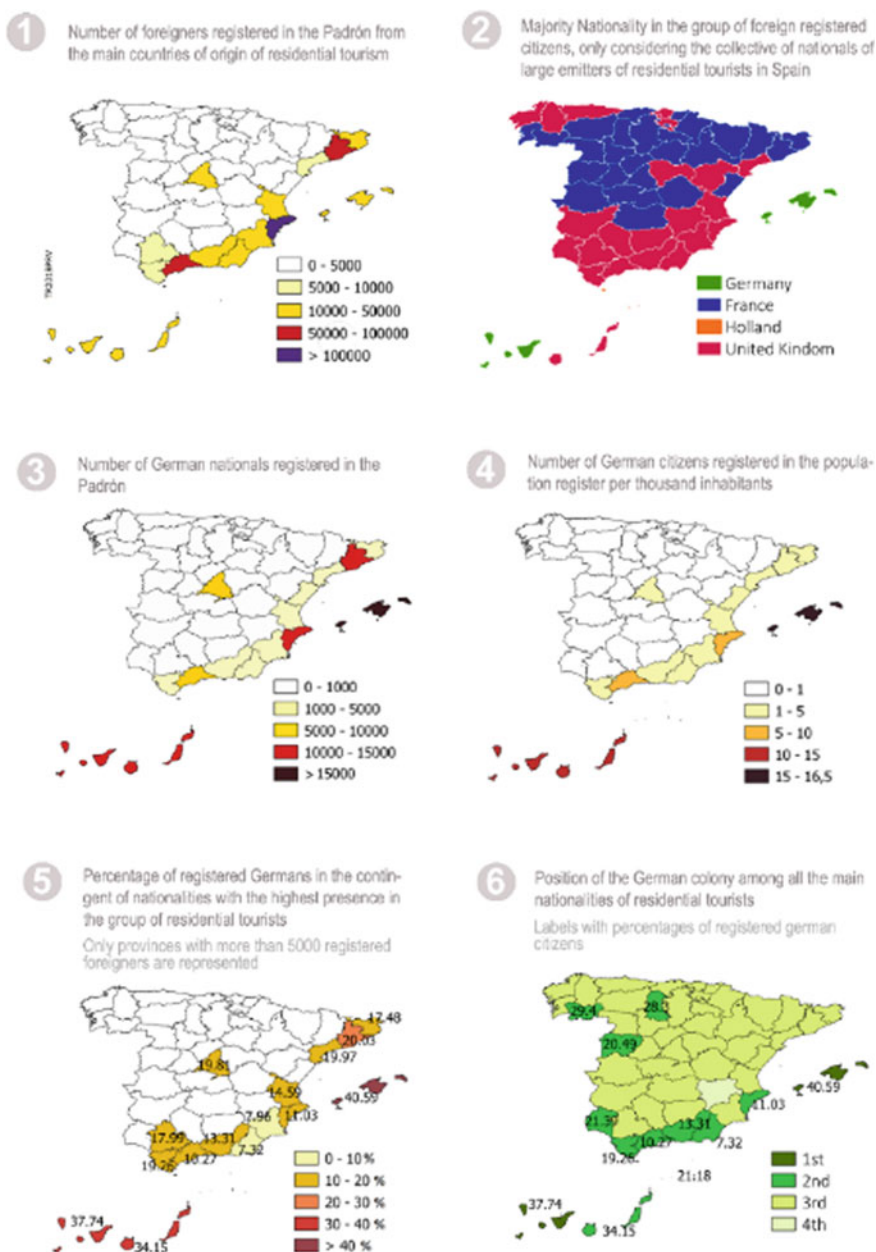 1
Number of foreigners registered in the Padrón from
the main countries of origin of residential tourism
0 - 5000
5000 - 10000
10000 - 50000
50000 - 100000
> 100000
2
Majority Nationality in the group of foreign registered
citizens, only considering the collective of nationals of
large emitters of residential tourists in Spain
Germany
France
Holland
United Kindom
3
Number of German nationals registered in the
Padrón
0 - 1000
1000 - 5000
5000 - 10000
10000 - 15000
> 15000
4
Number of German citizens registered in the popula-
tion register per thousand inhabitants
0 - 1
1 - 5
5 - 10
10 - 15
15 - 16,5
5
Percentage of registered Germans in the contin-
gent of nationalities with the highest presence in
the group of residential tourists
Only provinces with more than 5000 registered
foreigners are represented
17.48
20.03
19.97
19.81
14.59
40.59
7.96
11.03
17.99
13.31
7.32
19.26
10.27
37.74
34.15
0 - 10 %
10 - 20 %
20 - 30 %
30 - 40 %
> 40 %
6
Position of the German colony among all the main
nationalities of residential tourists
Labels with percentages of registered german
citizens
29.4
20.49
40.59
11.03
13.31
10.27
7.32
19.26
21.18
37.74
34.15
1st
2nd
3rd
4th